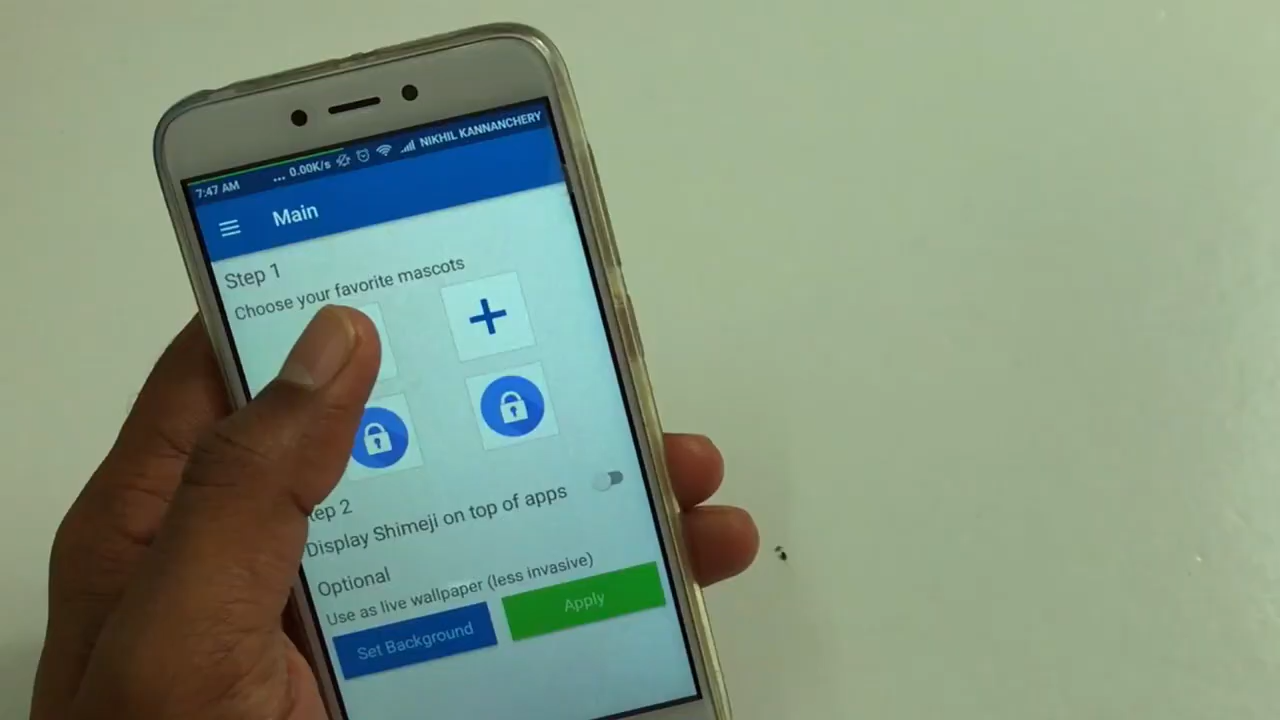 7:47 AM ... 0.00K/s NIKHIL KANNANCHERY
Main
Step 1
Choose your favorite mascots
tep 2
Display Shimeji on top of apps
Optional
Use as live wallpaper (less invasive)
Set Background Apply